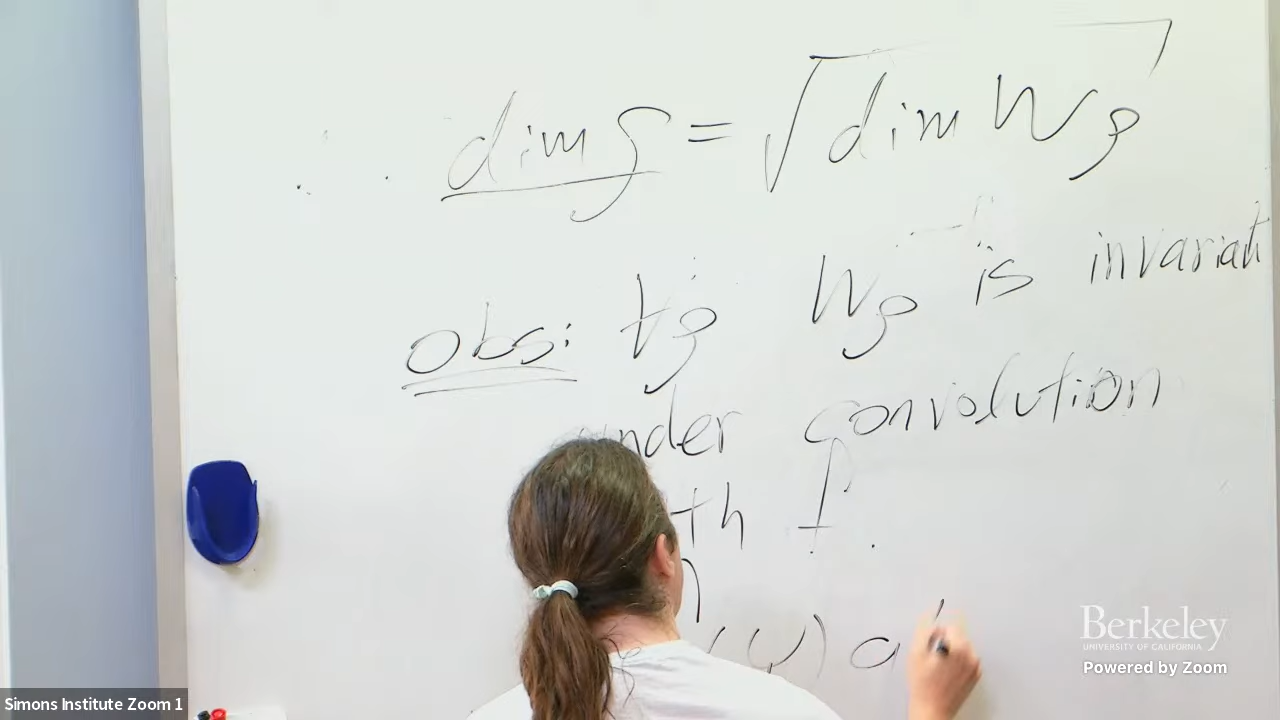 dim ρ = √dim Wρ
obs: ∀ρ Wρ is invariant
under convolution
th f.
(ψ) a
Berkeley
UNIVERSITY OF CALIFORNIA
Powered by Zoom
Simons Institute Zoom 1